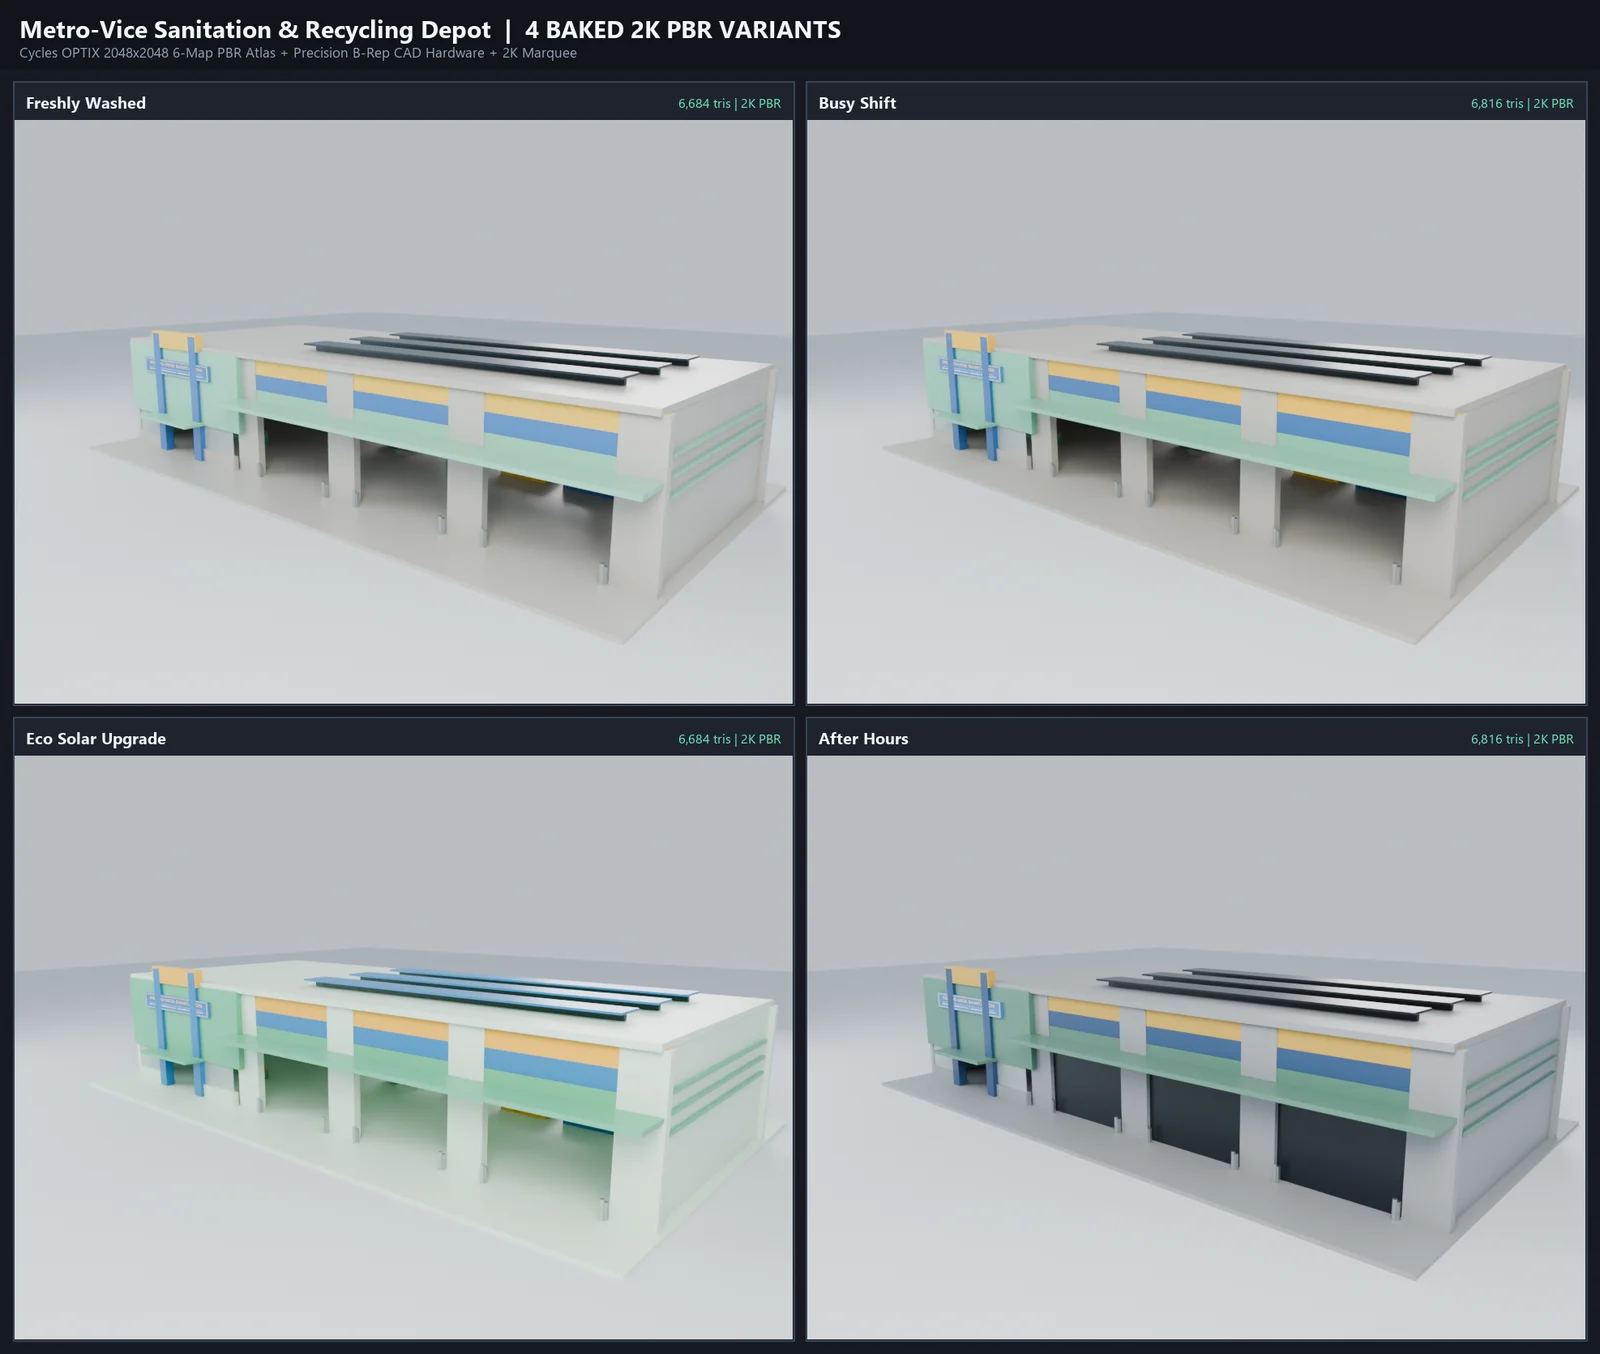 Metro-Vice Sanitation & Recycling Depot | 4 BAKED 2K PBR VARIANTS
Cycles OPTIX 2048x2048 6-Map PBR Atlas + Precision B-Rep CAD Hardware + 2K Marquee
Freshly Washed
6,684 tris | 2K PBR
Busy Shift
6,816 tris | 2K PBR
Eco Solar Upgrade
6,684 tris | 2K PBR
After Hours
6,816 tris | 2K PBR